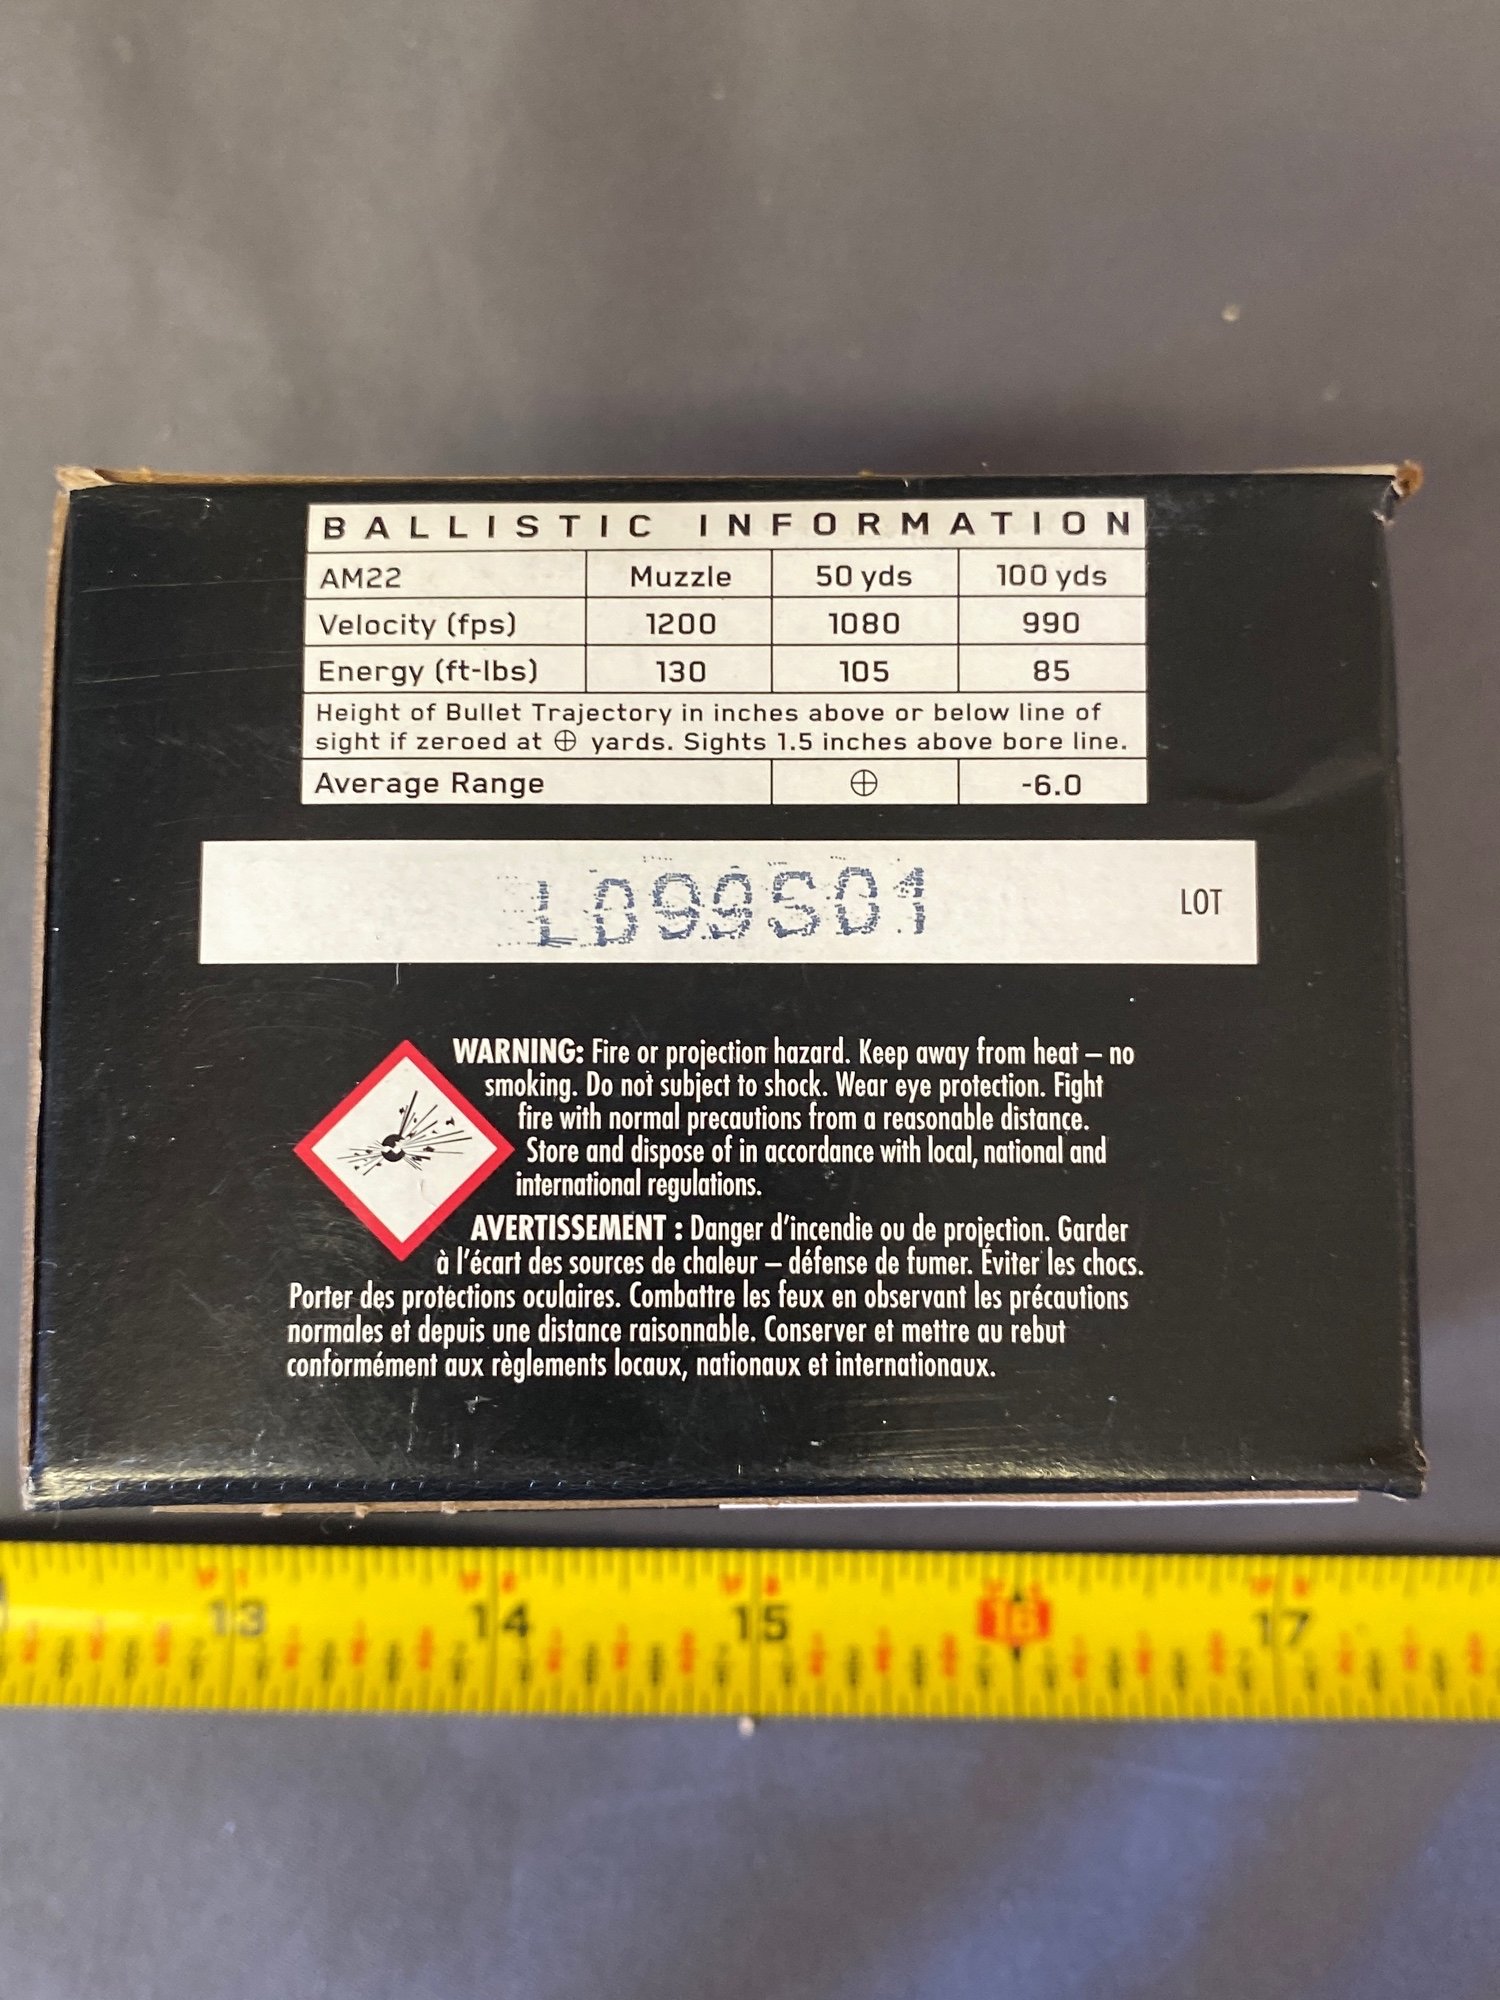 BALLISTIC INFORMATION
AM22 Muzzle 50 yds 100 yds
Velocity (fps) 1200 1080 990
Energy (ft-lbs) 130 105 85
Height of Bullet Trajectory in inches above or below line of
sight if zeroed at ⊕ yards. Sights 1.5 inches above bore line.
Average Range ⊕ -6.0
LOT
WARNING: Fire or projection hazard. Keep away from heat – no
smoking. Do not subject to shock. Wear eye protection. Fight
fire with normal precautions from a reasonable distance.
Store and dispose of in accordance with local, national and
international regulations.
AVERTISSEMENT : Danger d'incendie ou de projection. Garder
à l'écart des sources de chaleur – défense de fumer. Éviter les chocs.
Porter des protections oculaires. Combattre les feux en observant les précautions
normales et depuis une distance raisonnable. Conserver et mettre au rebut
conformément aux règlements locaux, nationaux et internationaux.
13 14 15 16 17